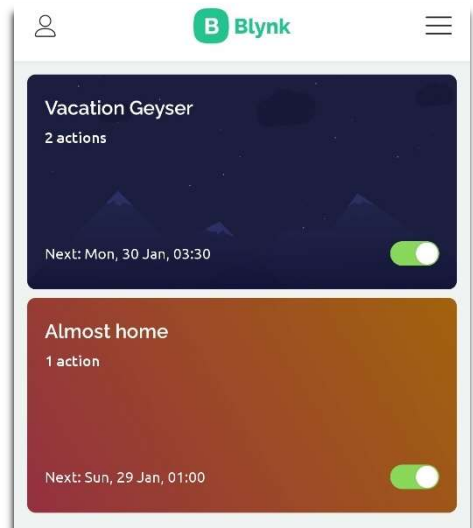 B Blynk
Vacation Geyser
2 actions
Next: Mon, 30 Jan, 03:30
Almost home
1 action
Next: Sun, 29 Jan, 01:00